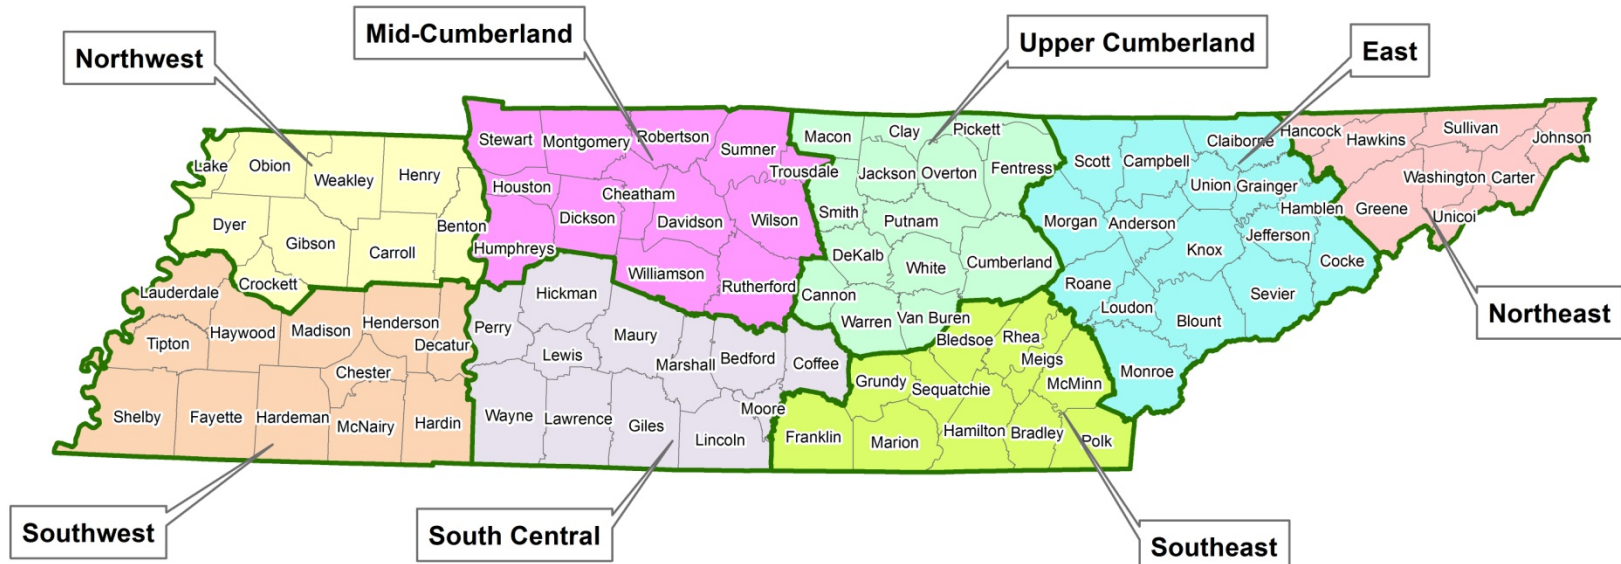 Northwest
Mid-Cumberland
Upper Cumberland
East
Northeast
Southwest
South Central
Southeast
Lake
Obion
Weakley
Henry
Dyer
Gibson
Carroll
Benton
Crockett
Stewart
Montgomery
Robertson
Sumner
Trousdale
Houston
Cheatham
Dickson
Davidson
Wilson
Humphreys
Williamson
Rutherford
Macon
Clay
Pickett
Fentress
Jackson
Overton
Smith
Putnam
DeKalb
White
Cumberland
Cannon
Warren
Van Buren
Scott
Campbell
Claiborne
Union
Grainger
Hamblen
Morgan
Anderson
Knox
Jefferson
Cocke
Roane
Loudon
Blount
Sevier
Monroe
Hancock
Hawkins
Sullivan
Johnson
Washington
Carter
Greene
Unicoi
Lauderdale
Tipton
Haywood
Madison
Henderson
Decatur
Chester
Shelby
Fayette
Hardeman
McNairy
Hardin
Hickman
Perry
Lewis
Maury
Marshall
Bedford
Coffee
Moore
Wayne
Lawrence
Giles
Lincoln
Bledsoe
Rhea
Meigs
McMinn
Grundy
Sequatchie
Franklin
Marion
Hamilton
Bradley
Polk